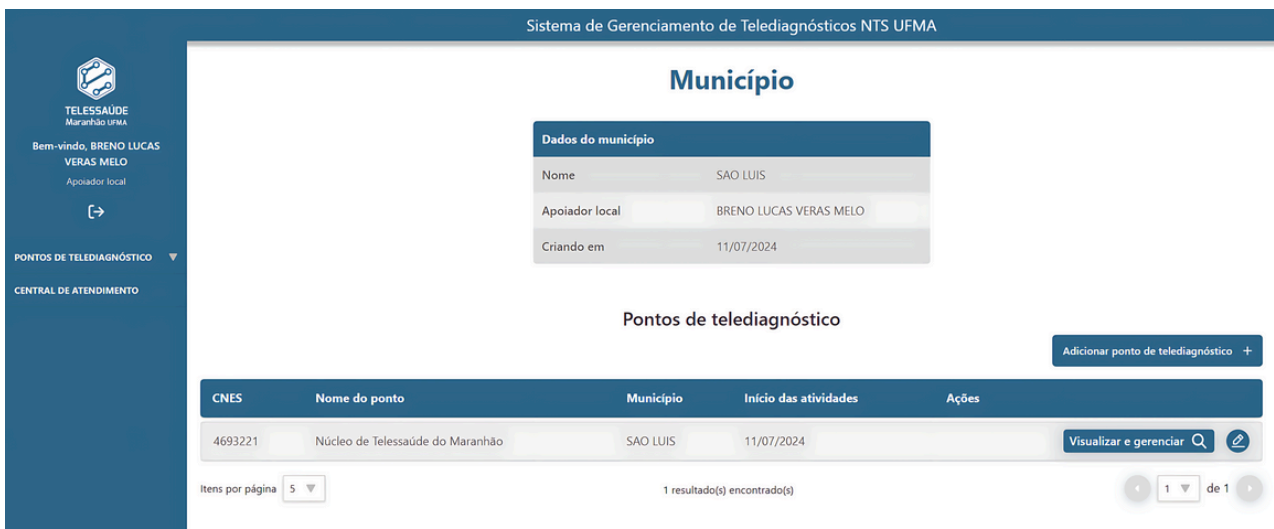 Sistema de Gerenciamento de Telediagnósticos NTS UFMA
TELESSAÚDE
Maranhão UFMA
Bem-vindo, BRENO LUCAS
VERAS MELO
Apoiador local
PONTOS DE TELEDIAGNÓSTICO
CENTRAL DE ATENDIMENTO
Município
Dados do município
Nome SAO LUIS
Apoiador local BRENO LUCAS VERAS MELO
Criando em 11/07/2024
Pontos de telediagnóstico
Adicionar ponto de telediagnóstico +
CNES Nome do ponto Município Início das atividades Ações
4693221 Núcleo de Telessaúde do Maranhão SAO LUIS 11/07/2024 Visualizar e gerenciar
Itens por página 5 1 resultado(s) encontrado(s) 1 de 1